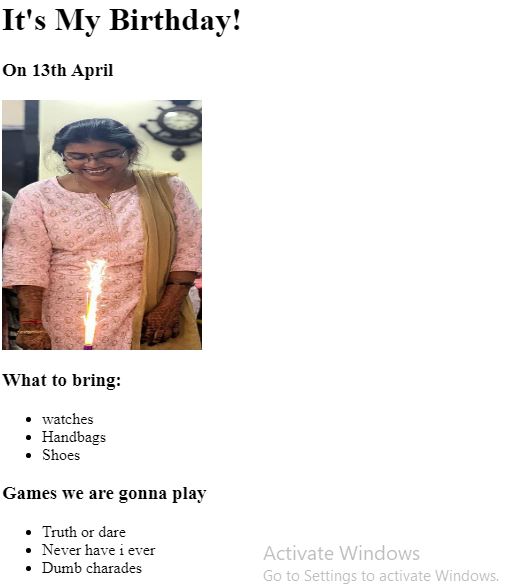 It's My Birthday!
On 13th April
What to bring:
watches
Handbags
Shoes
Games we are gonna play
Truth or dare
Never have i ever
Dumb charades
Activate Windows
Go to Settings to activate Windows.